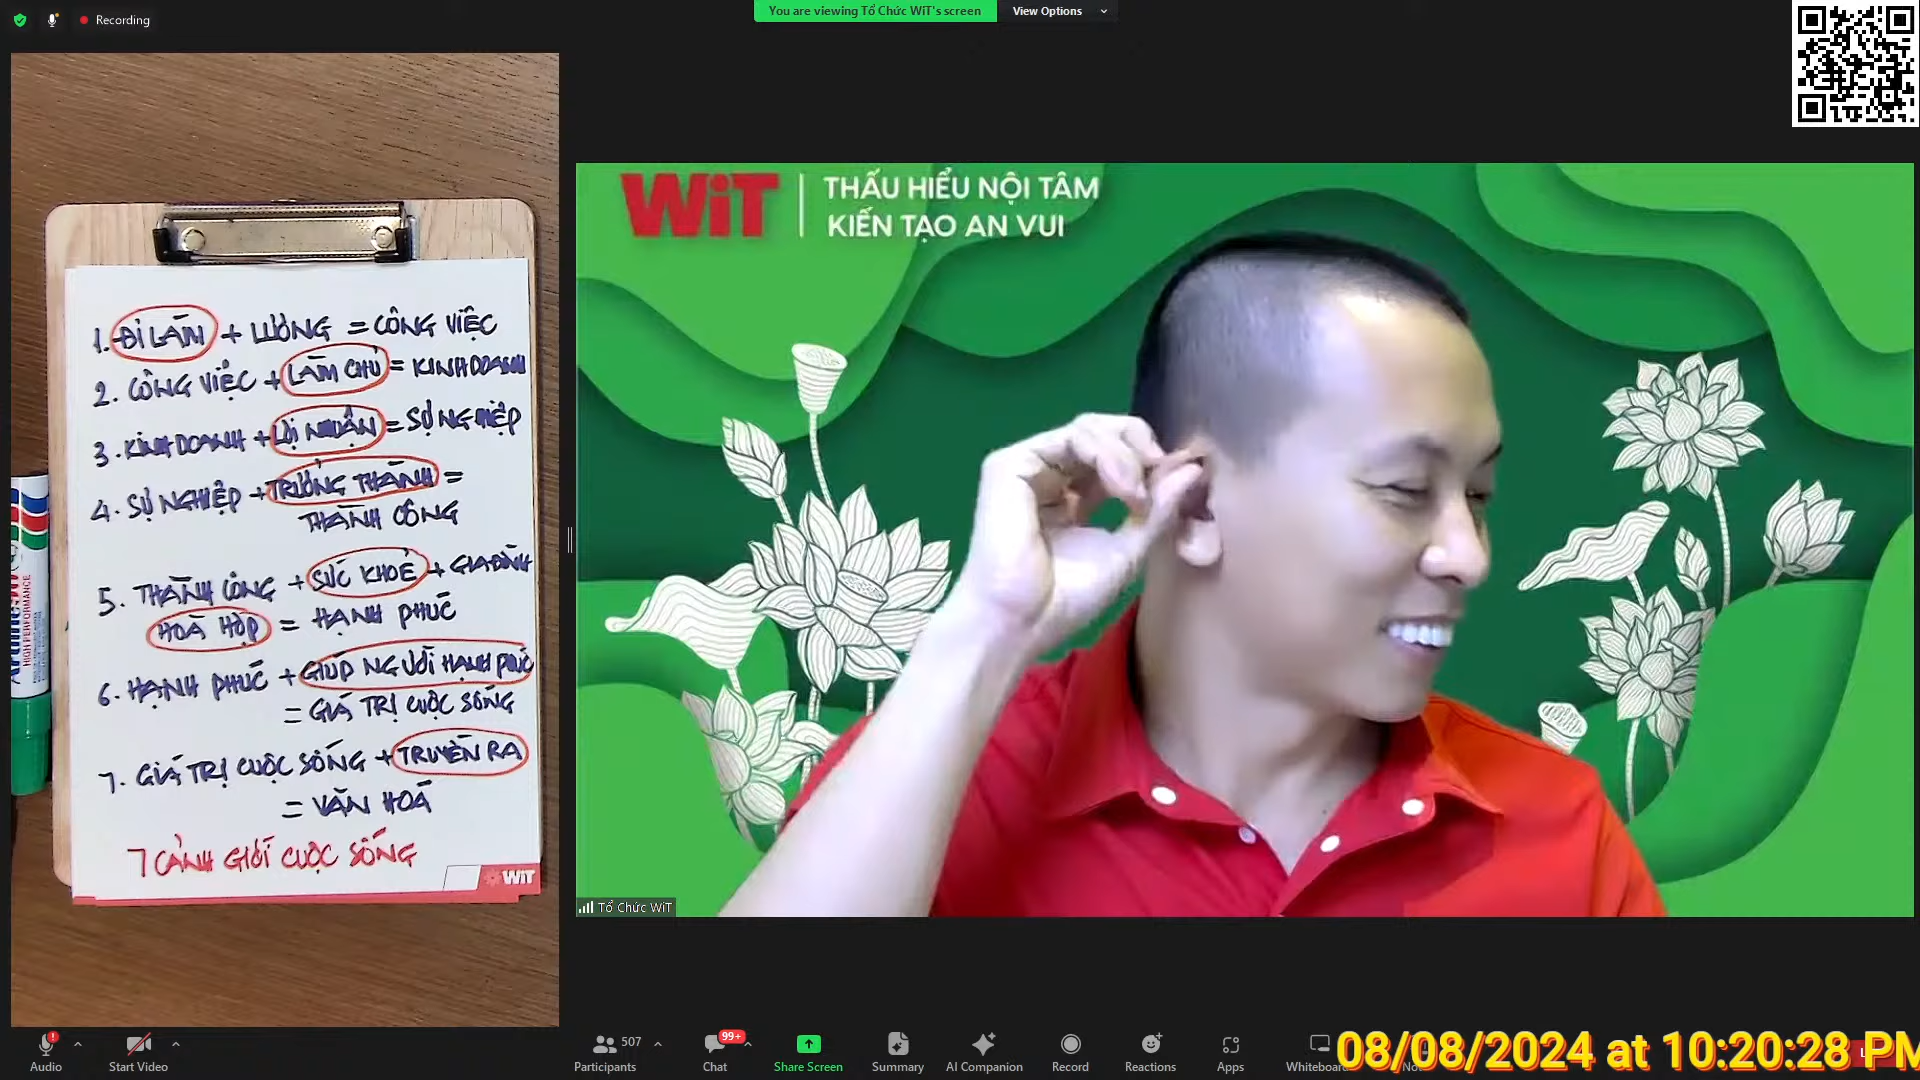 Recording
You are viewing Tổ Chức WiT's screen
View Options
WiT
THẤU HIỂU NỘI TÂM
KIẾN TẠO AN VUI
1. ĐI LÀM + LƯƠNG = CÔNG VIỆC
2. CÔNG VIỆC + LÀM CHỦ = KINH DOANH
3. KINH DOANH + LỢI NHUẬN = SỰ NGHIỆP
4. SỰ NGHIỆP + TRƯỞNG THÀNH =
THÀNH CÔNG
5. THÀNH CÔNG + SỨC KHOẺ + GIA ĐÌNH
HOÀ HỢP = HẠNH PHÚC
6. HẠNH PHÚC + GIÚP NGƯỜI HẠNH PHÚC
= GIÁ TRỊ CUỘC SỐNG
7. GIÁ TRỊ CUỘC SỐNG + TRUYỀN RA
= VĂN HOÁ
7 CẢNH GIỚI CUỘC SỐNG
WiT
Artline
HIGH PERFORMANCE
Tổ Chức WiT
Audio
Start Video
507
Participants
99+
Chat
Share Screen
Summary
AI Companion
Record
Reactions
Apps
Whiteboard
08/08/2024 at 10:20:28 PM